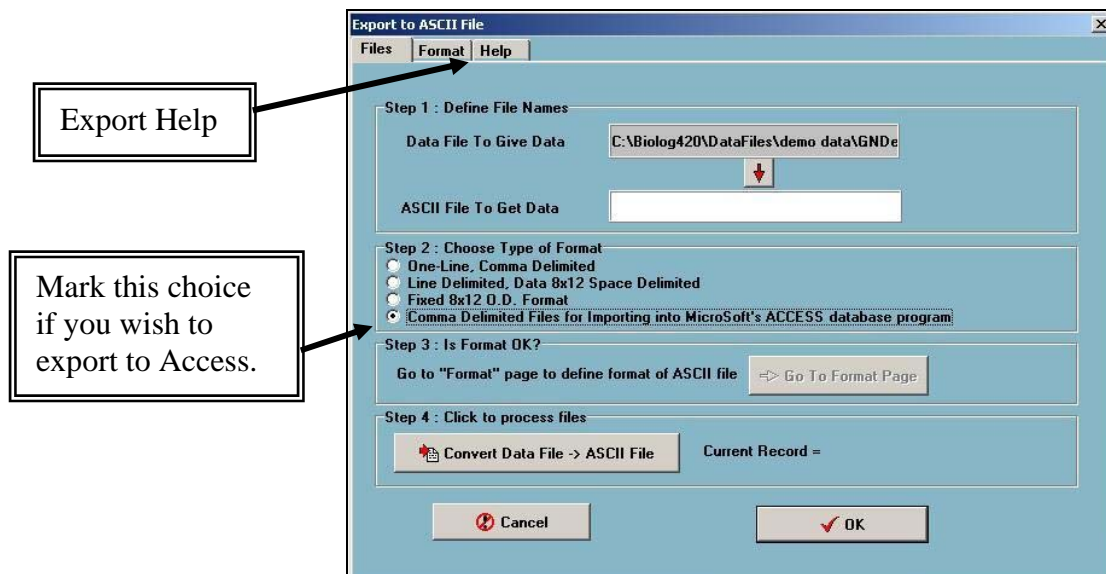 Export to ASCII File
Files Format Help
Export Help
Step 1 : Define File Names
Data File To Give Data C:\Biolog420\DataFiles\demo data\GNDe
ASCII File To Get Data
Step 2 : Choose Type of Format
One-Line, Comma Delimited
Line Delimited, Data 8x12 Space Delimited
Fixed 8x12 O.D. Format
Comma Delimited Files for Importing into MicroSoft's ACCESS database program
Mark this choice
if you wish to
export to Access.
Step 3 : Is Format OK?
Go to "Format" page to define format of ASCII file Go To Format Page
Step 4 : Click to process files
Convert Data File -> ASCII File Current Record =
Cancel OK